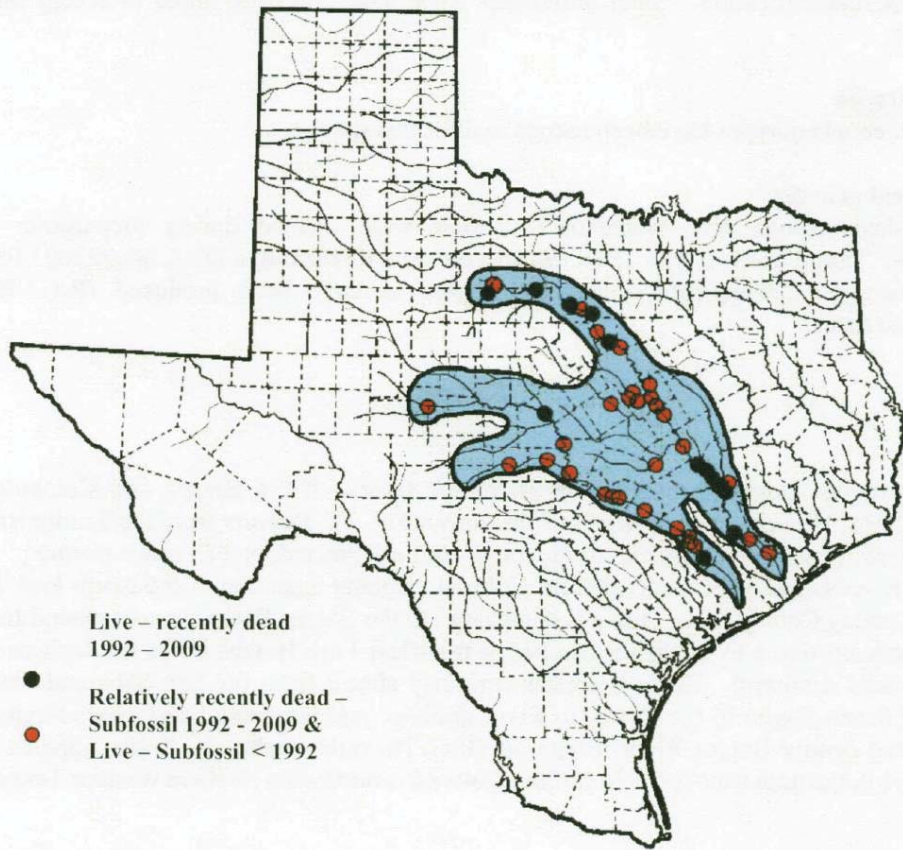 Live – recently dead
1992 – 2009
Relatively recently dead –
Subfossil 1992 – 2009 &
Live – Subfossil < 1992